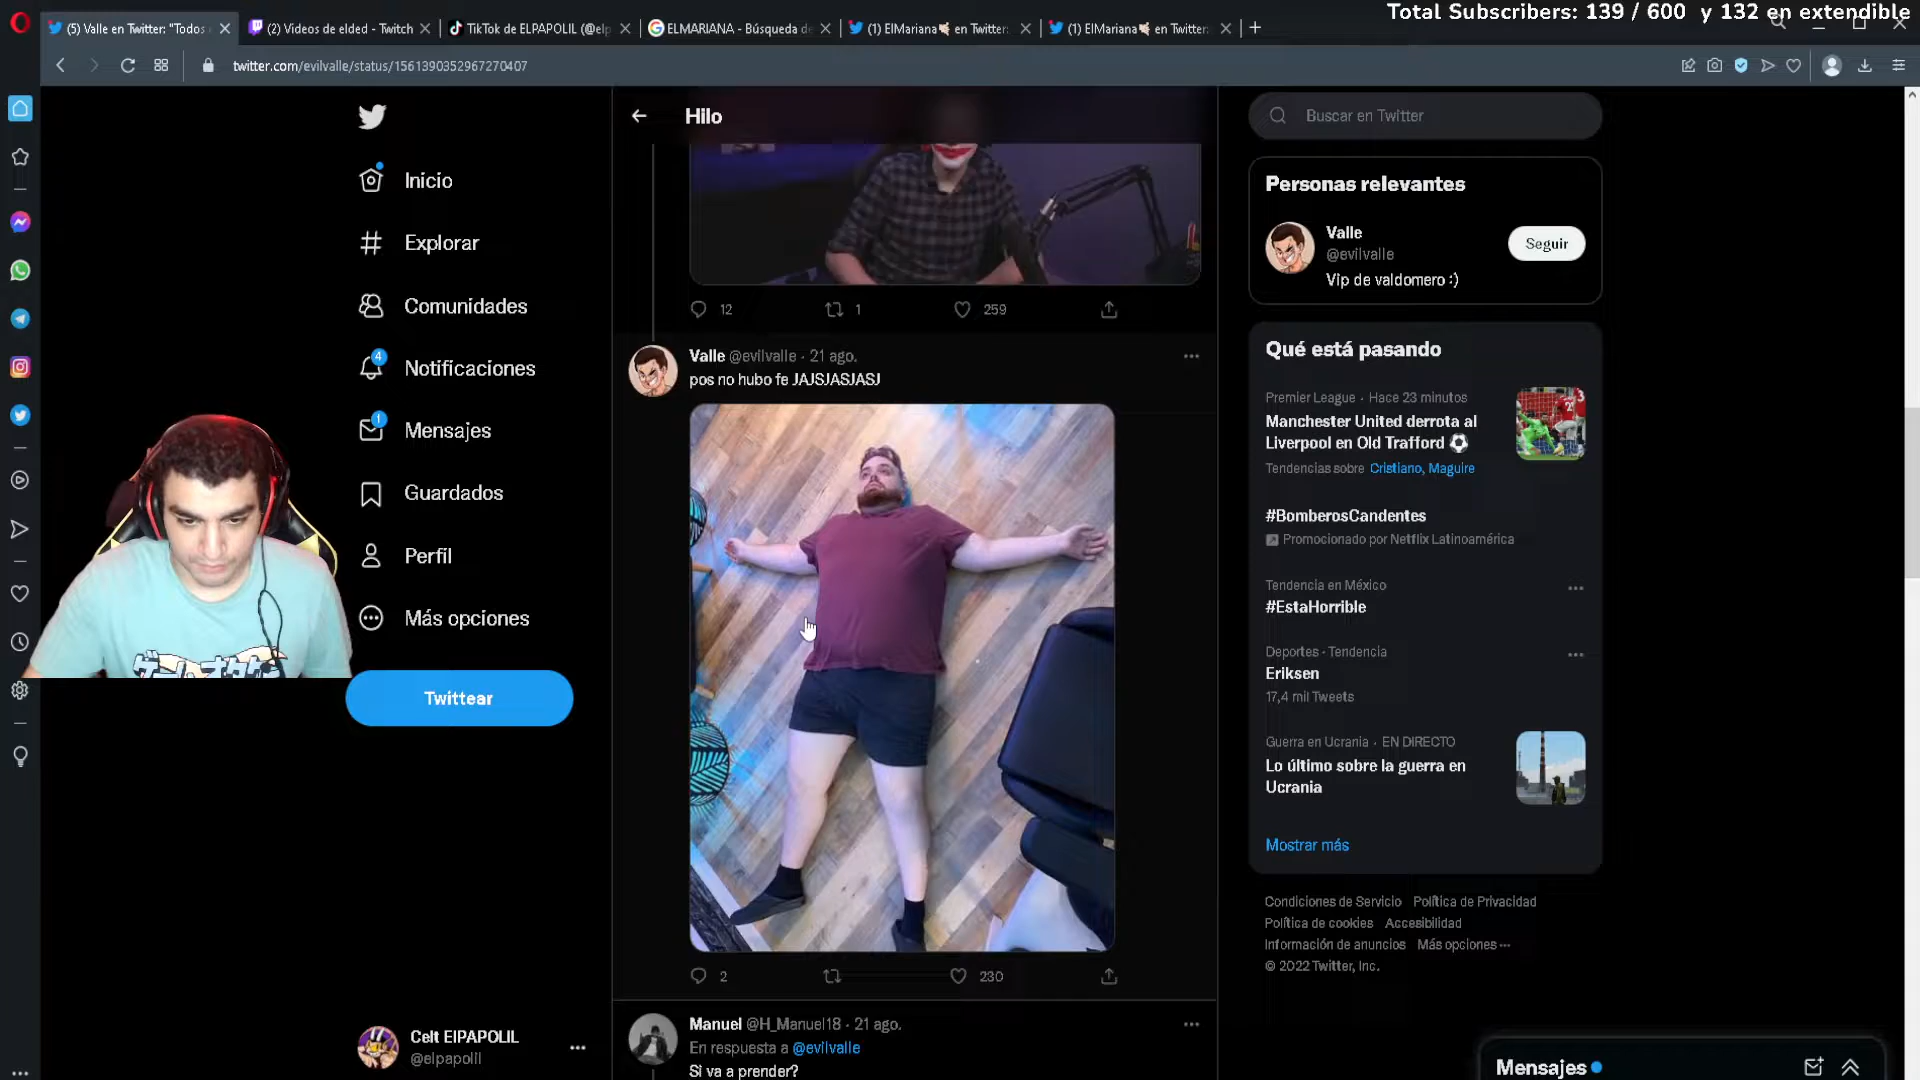 Total Subscribers: 139 / 600 y 132 en extendible
(5) Valle en Twitter: "Todos
(2) Videos de elded - Twitch
TikTok de ELPAPOLIL (@elp
ELMARIANA - Búsqueda de
(1) ElMariana en Twitter:
(1) ElMariana en Twitter:
twitter.com/evilvalle/status/1561390352967270407
Inicio
Explorar
Comunidades
4
Notificaciones
1
Mensajes
Guardados
Perfil
Más opciones
Twittear
Celt ElPAPOLIL
@elpapolil
Hilo
12
1
259
Valle @evilvalle · 21 ago.
pos no hubo fe JAJSJASJASJ
2
230
Manuel @H_Manuel18 · 21 ago.
En respuesta a @evilvalle
Si va a prender?
Buscar en Twitter
Personas relevantes
Valle
@evilvalle
Seguir
Vip de valdomero :)
Qué está pasando
Premier League · Hace 23 minutos
Manchester United derrota al
Liverpool en Old Trafford
Tendencias sobre Cristiano, Maguire
#BomberosCandentes
Promocionado por Netflix Latinoamérica
Tendencia en México
#EstaHorrible
Deportes · Tendencia
Eriksen
17,4 mil Tweets
Guerra en Ucrania · EN DIRECTO
Lo último sobre la guerra en
Ucrania
Mostrar más
Condiciones de Servicio Política de Privacidad
Política de cookies Accesibilidad
Información de anuncios Más opciones ···
© 2022 Twitter, Inc.
Mensajes